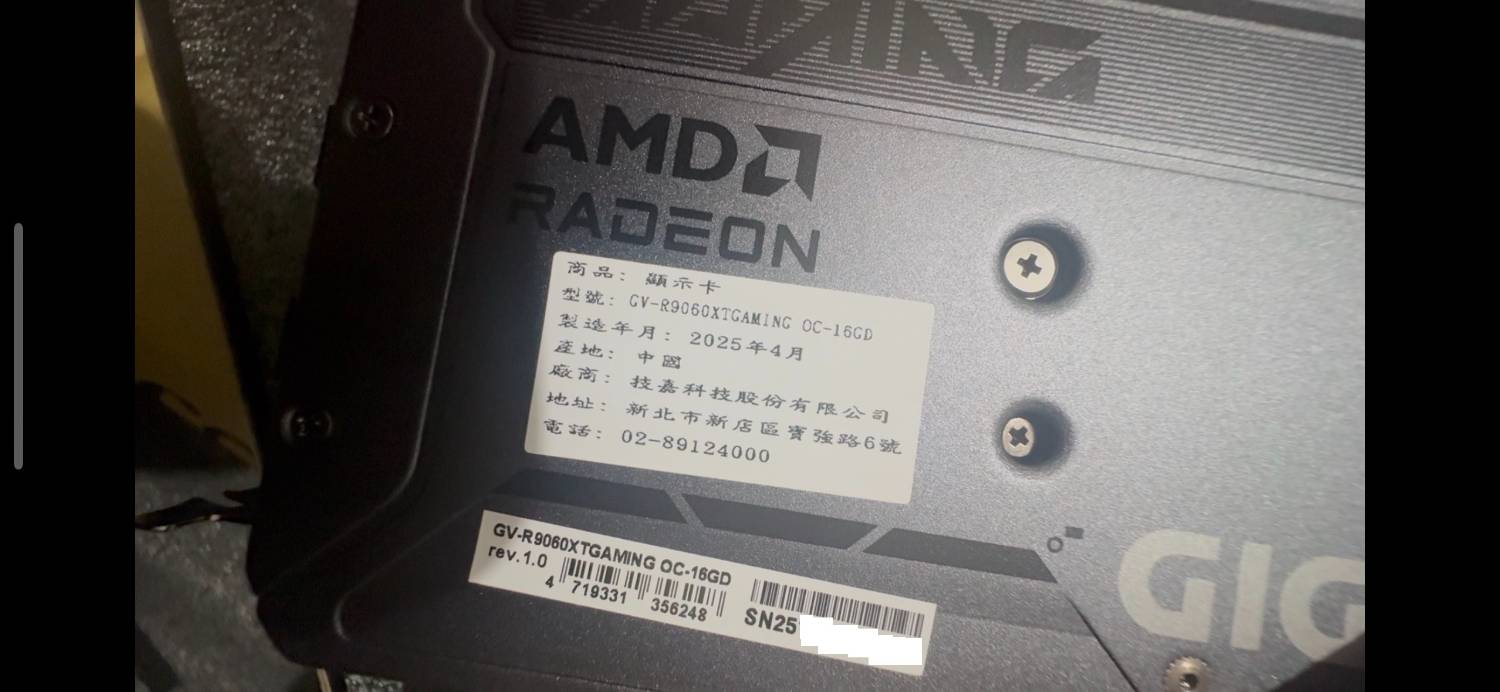 GAMING
AMD
RADEON
商品: 顯示卡
型號: GV-R9060XTGAMING OC-16GD
製造年月: 2025年4月
產地: 中國
廠商: 技嘉科技股份有限公司
地址: 新北市新店區寶強路6號
電話: 02-89124000
GV-R9060XTGAMING OC-16GD
rev.1.0
4 719331 356248
SN25
GIG